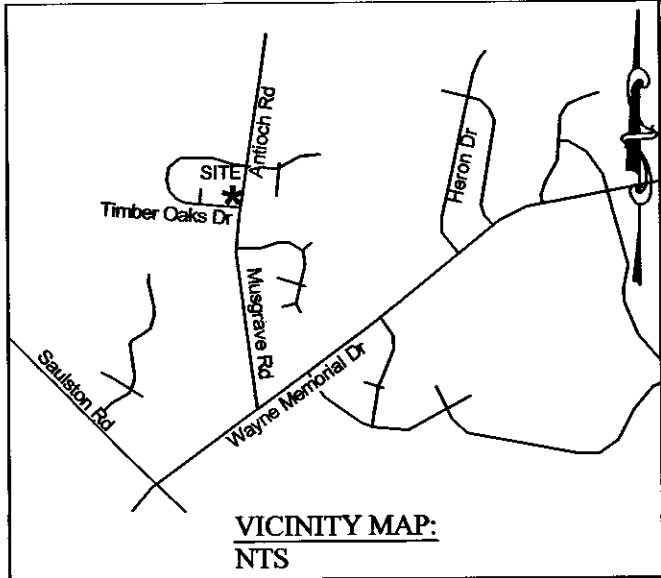 Antioch Rd
Heron Dr
SITE
*
Timber Oaks Dr
Musgrave Rd
Saulston Rd
Wayne Memorial Dr
VICINITY MAP:
NTS